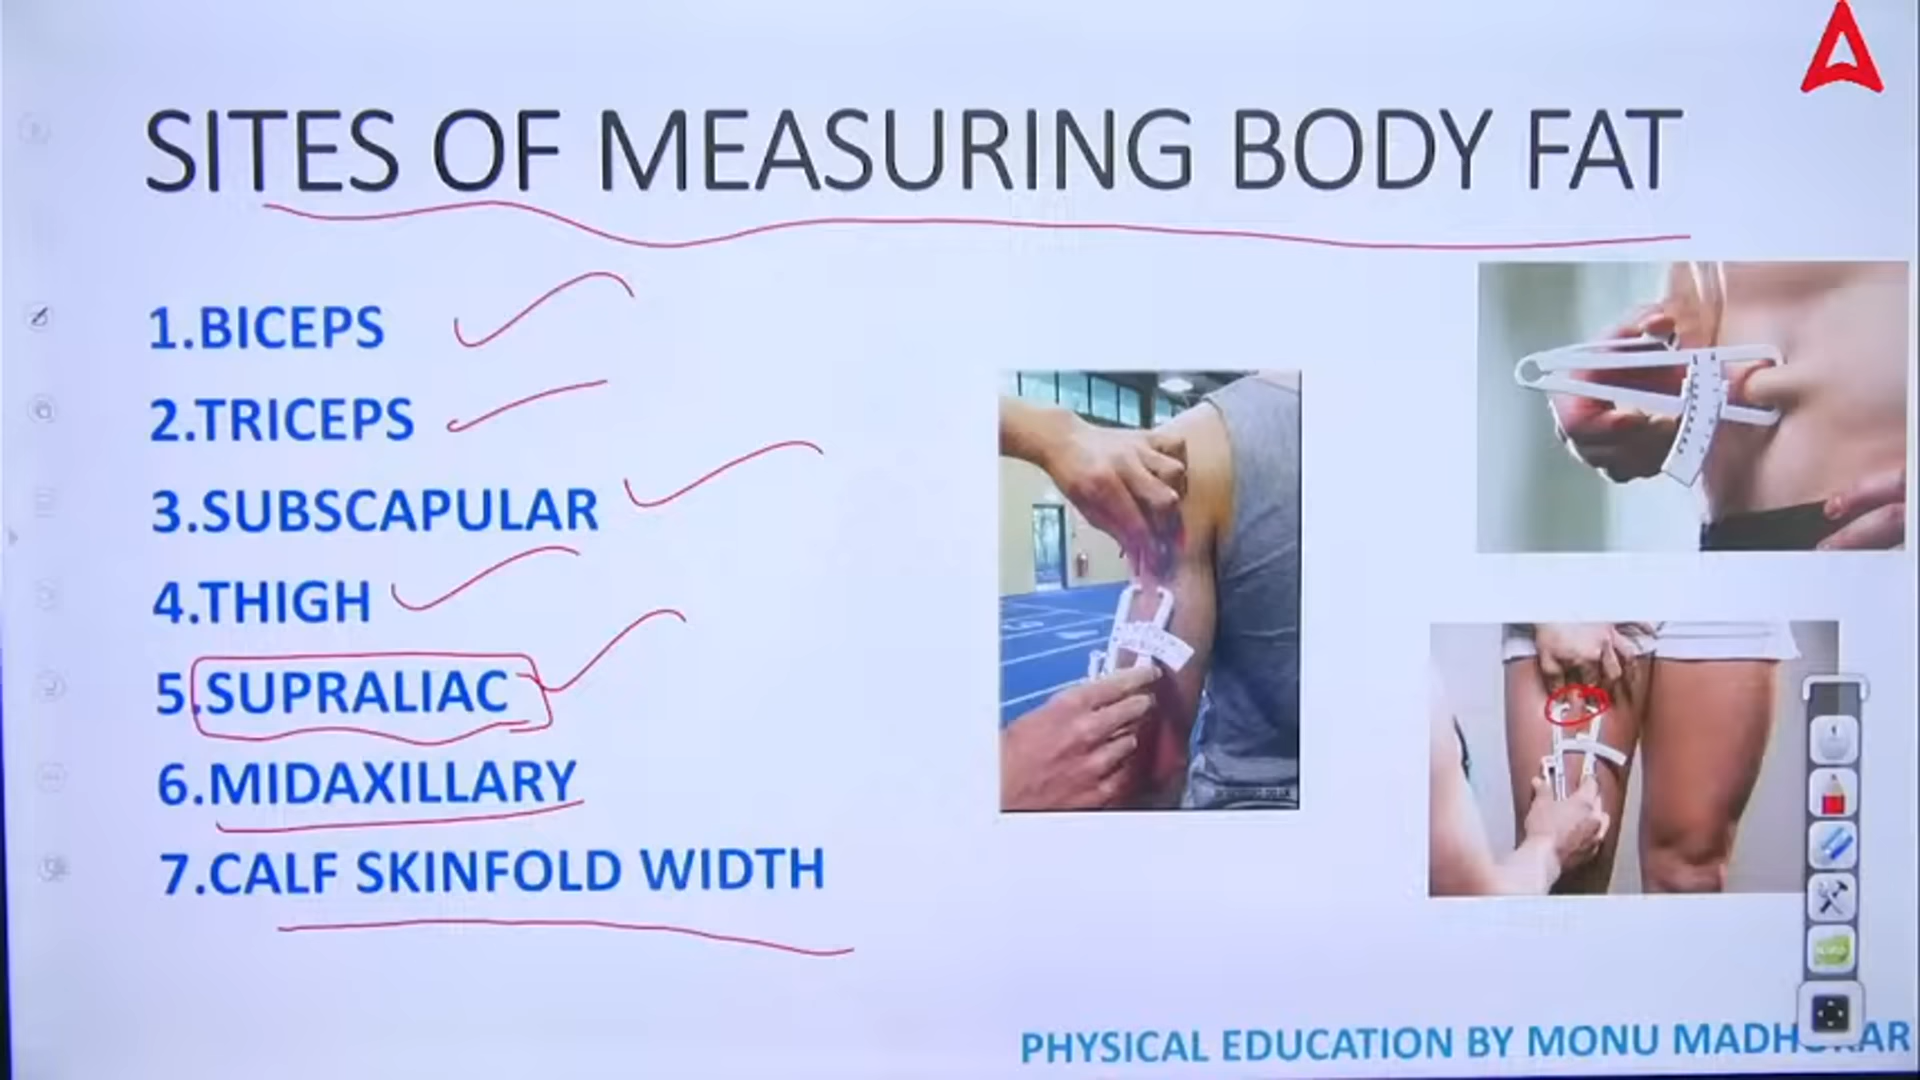 SITES OF MEASURING BODY FAT
1.BICEPS
2.TRICEPS
3.SUBSCAPULAR
4.THIGH
5.SUPRALIAC
6.MIDAXILLARY
7.CALF SKINFOLD WIDTH
PHYSICAL EDUCATION BY MONU